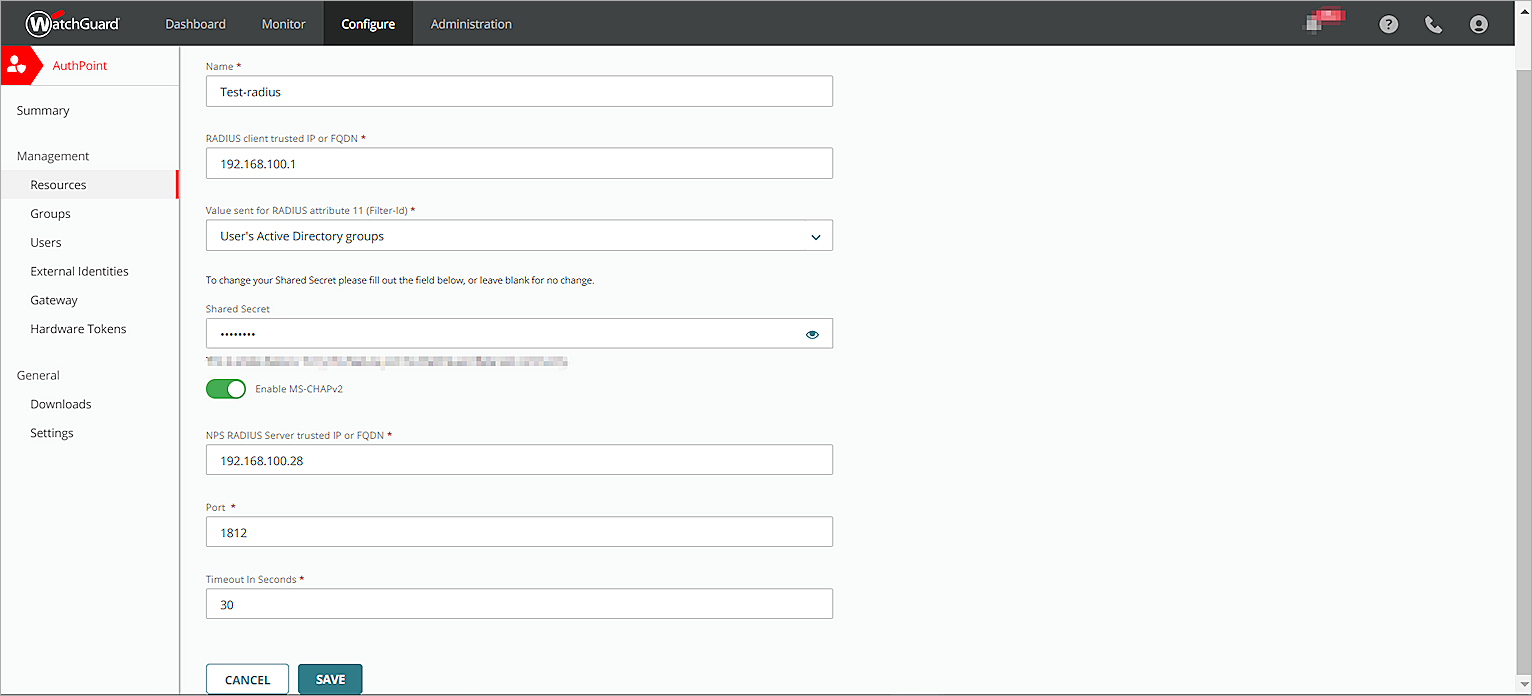 WatchGuard Dashboard Monitor Configure Administration
AuthPoint
Summary
Management
Resources
Groups
Users
External Identities
Gateway
Hardware Tokens
General
Downloads
Settings
Name *
Test-radius
RADIUS client trusted IP or FQDN *
192.168.100.1
Value sent for RADIUS attribute 11 (Filter-Id) *
User's Active Directory groups
To change your Shared Secret please fill out the field below, or leave blank for no change.
Shared Secret
••••••••
Enable MS-CHAPv2
NPS RADIUS Server trusted IP or FQDN *
192.168.100.28
Port *
1812
Timeout In Seconds *
30
CANCEL SAVE